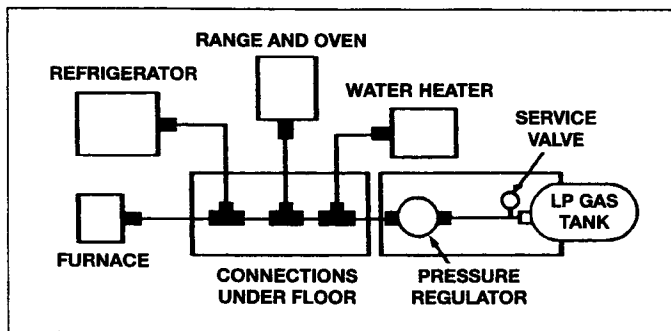 RANGE AND OVEN
REFRIGERATOR
WATER HEATER
SERVICE
VALVE
LP GAS
TANK
FURNACE
CONNECTIONS
UNDER FLOOR
PRESSURE
REGULATOR